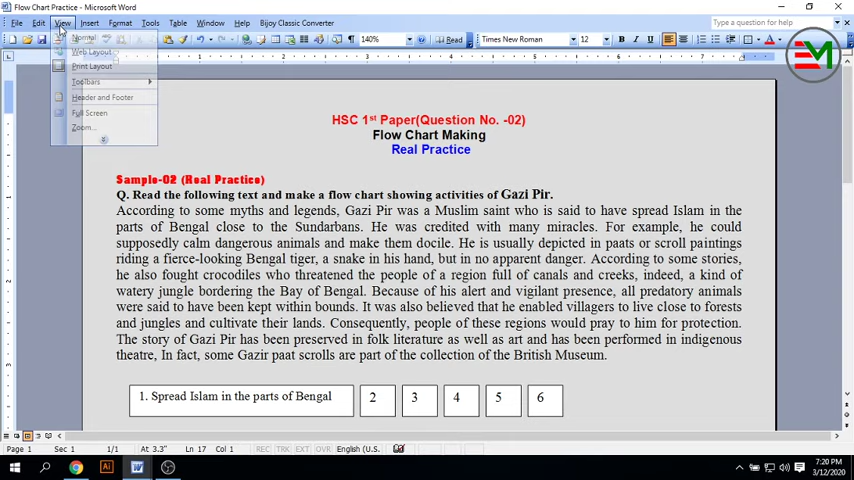 Flow Chart Practice - Microsoft Word
File Edit View Insert Format Tools Table Window Help Bijoy Classic Converter
Type a question for help
140% Read Times New Roman 12 B I U
Normal
Web Layout
Print Layout
Toolbars
Header and Footer
Full Screen
Zoom...
EM
HSC 1st Paper(Question No. -02)
Flow Chart Making
Real Practice
Sample-02 (Real Practice)
Q. Read the following text and make a flow chart showing activities of Gazi Pir.
According to some myths and legends, Gazi Pir was a Muslim saint who is said to have spread Islam in the
parts of Bengal close to the Sundarbans. He was credited with many miracles. For example, he could
supposedly calm dangerous animals and make them docile. He is usually depicted in paats or scroll paintings
riding a fierce-looking Bengal tiger, a snake in his hand, but in no apparent danger. According to some stories,
he also fought crocodiles who threatened the people of a region full of canals and creeks, indeed, a kind of
watery jungle bordering the Bay of Bengal. Because of his alert and vigilant presence, all predatory animals
were said to have been kept within bounds. It was also believed that he enabled villagers to live close to forests
and jungles and cultivate their lands. Consequently, people of these regions would pray to him for protection.
The story of Gazi Pir has been preserved in folk literature as well as art and has been performed in indigenous
theatre, In fact, some Gazir paat scrolls are part of the collection of the British Museum.
1. Spread Islam in the parts of Bengal 2 3 4 5 6
Page 1 Sec 1 1/1 At 3.3" Ln 17 Col 1 REC TRK EXT OVR English (U.S.
7:20 PM
3/12/2020